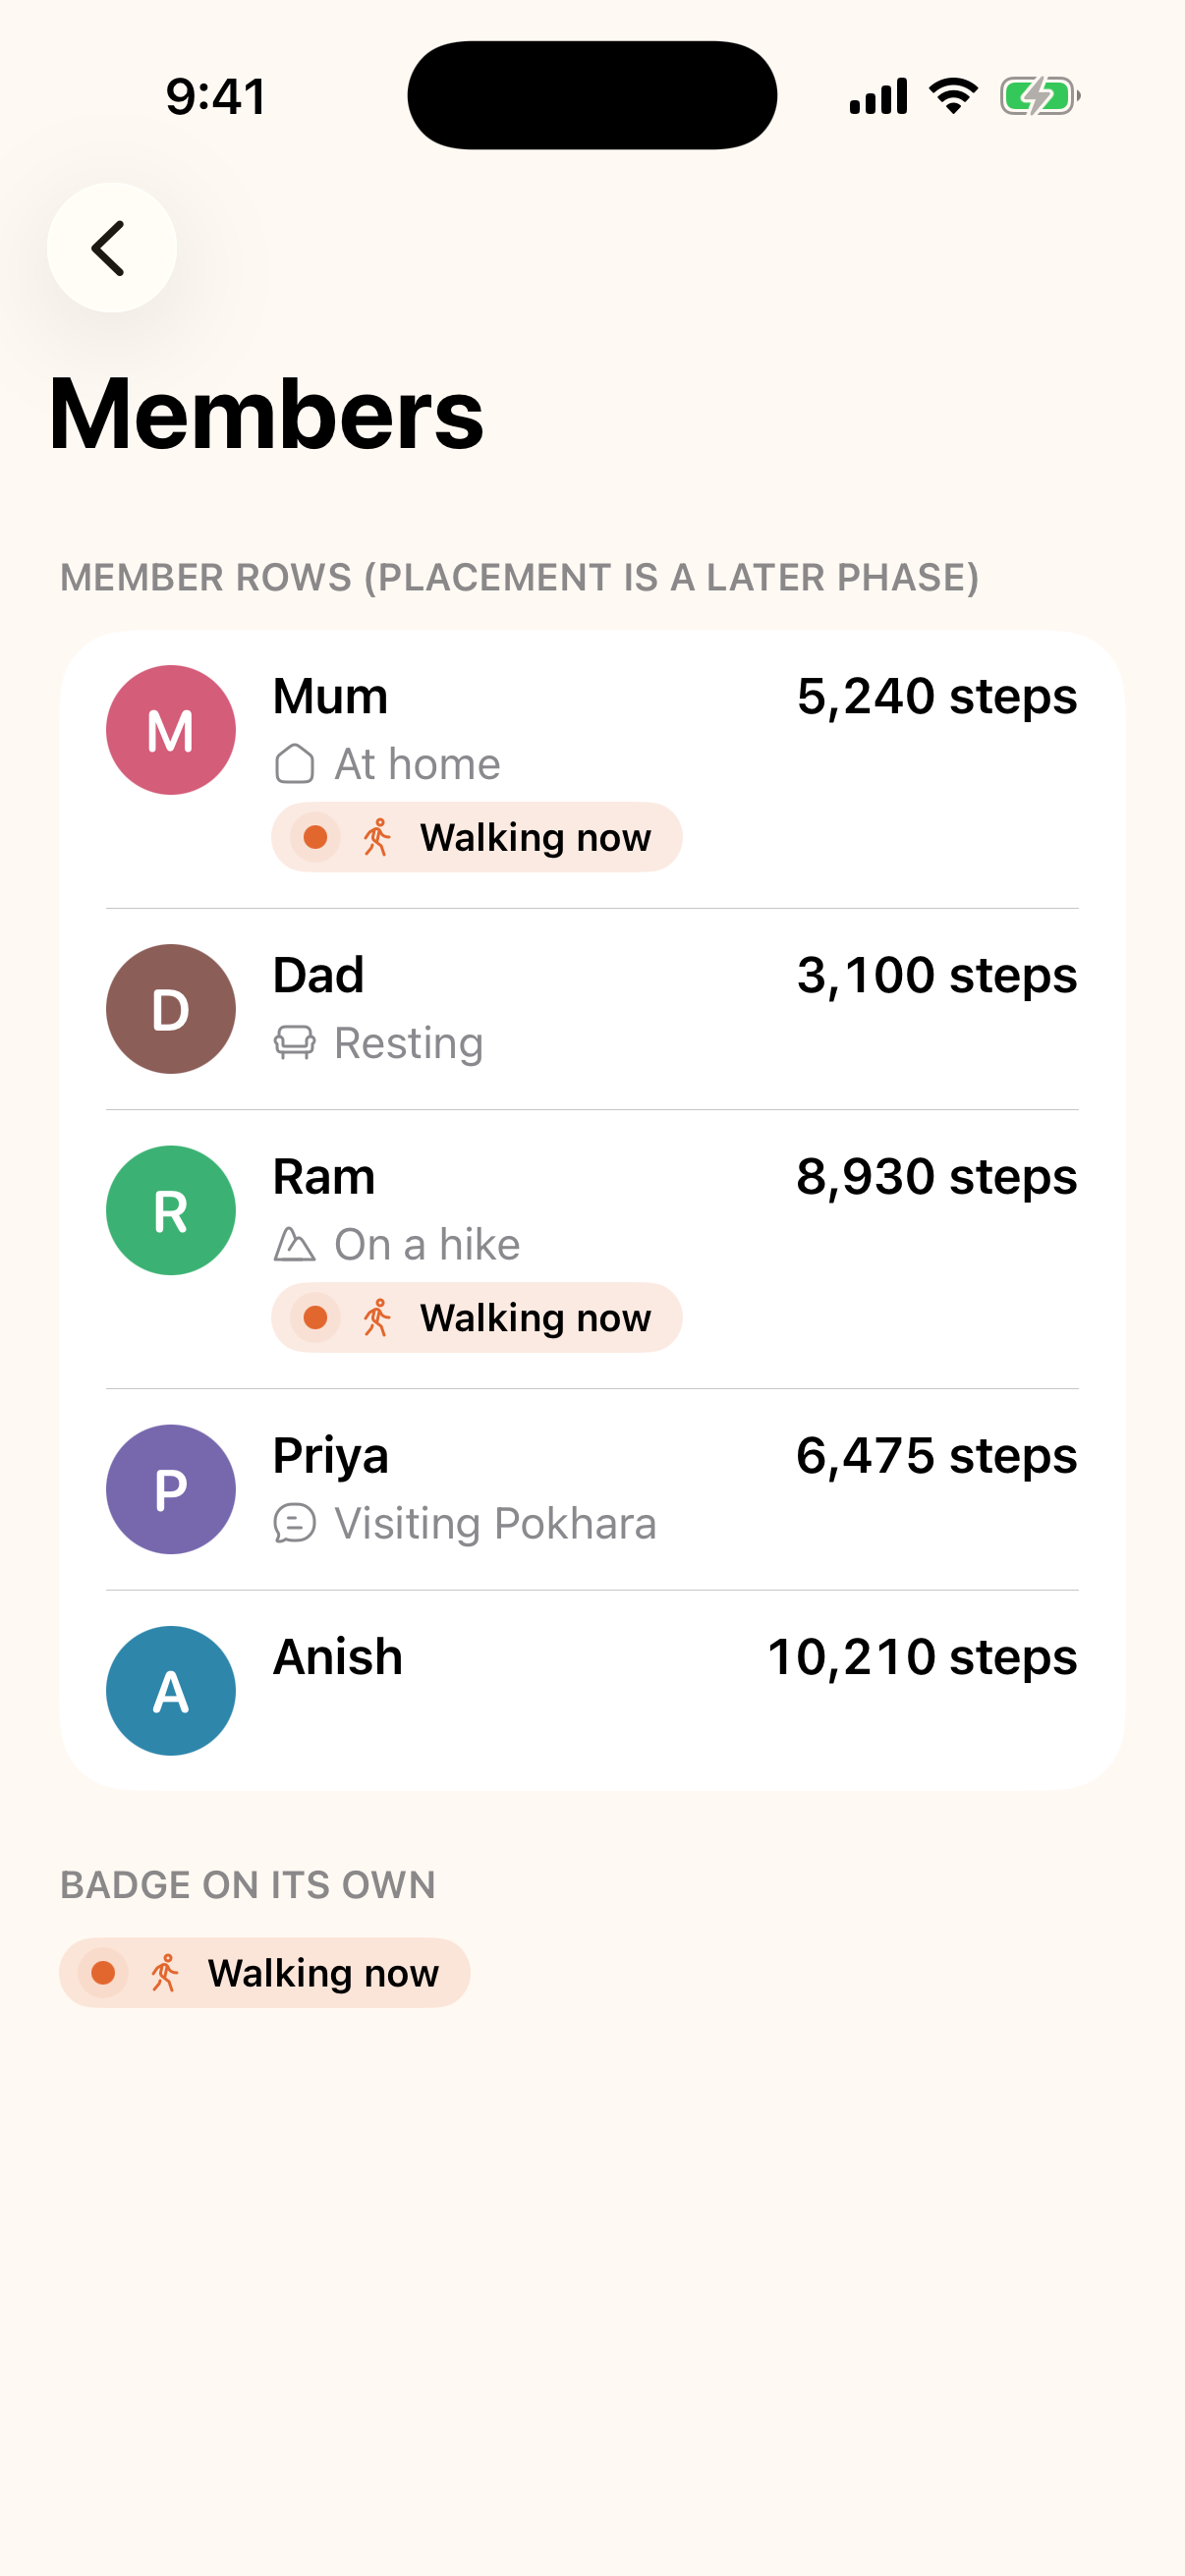 9:41
Members
MEMBER ROWS (PLACEMENT IS A LATER PHASE)
M
Mum
5,240 steps
At home
Walking now
D
Dad
3,100 steps
Resting
R
Ram
8,930 steps
On a hike
Walking now
P
Priya
6,475 steps
Visiting Pokhara
A
Anish
10,210 steps
BADGE ON ITS OWN
Walking now